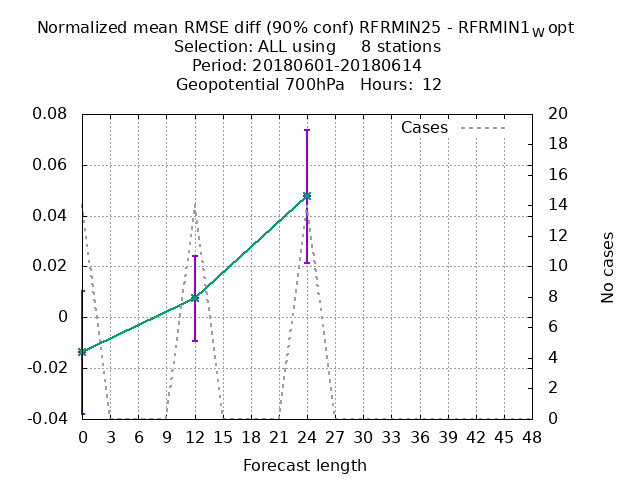 Normalized mean RMSE diff (90% conf) RFRMIN25 - RFRMIN1wopt
Selection: ALL using 8 stations
Period: 20180601-20180614
Geopotential 700hPa Hours: 12
Cases
0.08
0.06
0.04
0.02
0
-0.02
-0.04
20
18
16
14
12
10
8
6
4
2
0
No cases
0 3 6 9 12 15 18 21 24 27 30 33 36 39 42 45 48
Forecast length